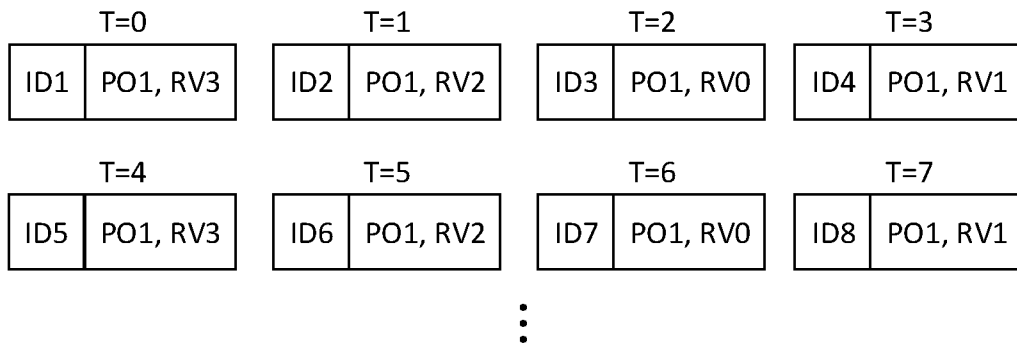 T=0 T=1 T=2 T=3
ID1 PO1, RV3 ID2 PO1, RV2 ID3 PO1, RV0 ID4 PO1, RV1
T=4 T=5 T=6 T=7
ID5 PO1, RV3 ID6 PO1, RV2 ID7 PO1, RV0 ID8 PO1, RV1
⋮